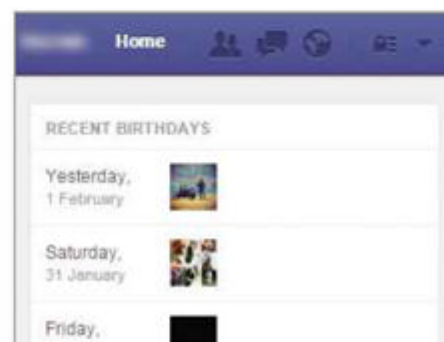 Home
RECENT BIRTHDAYS
Yesterday,
1 February
Saturday,
31 January
Friday,